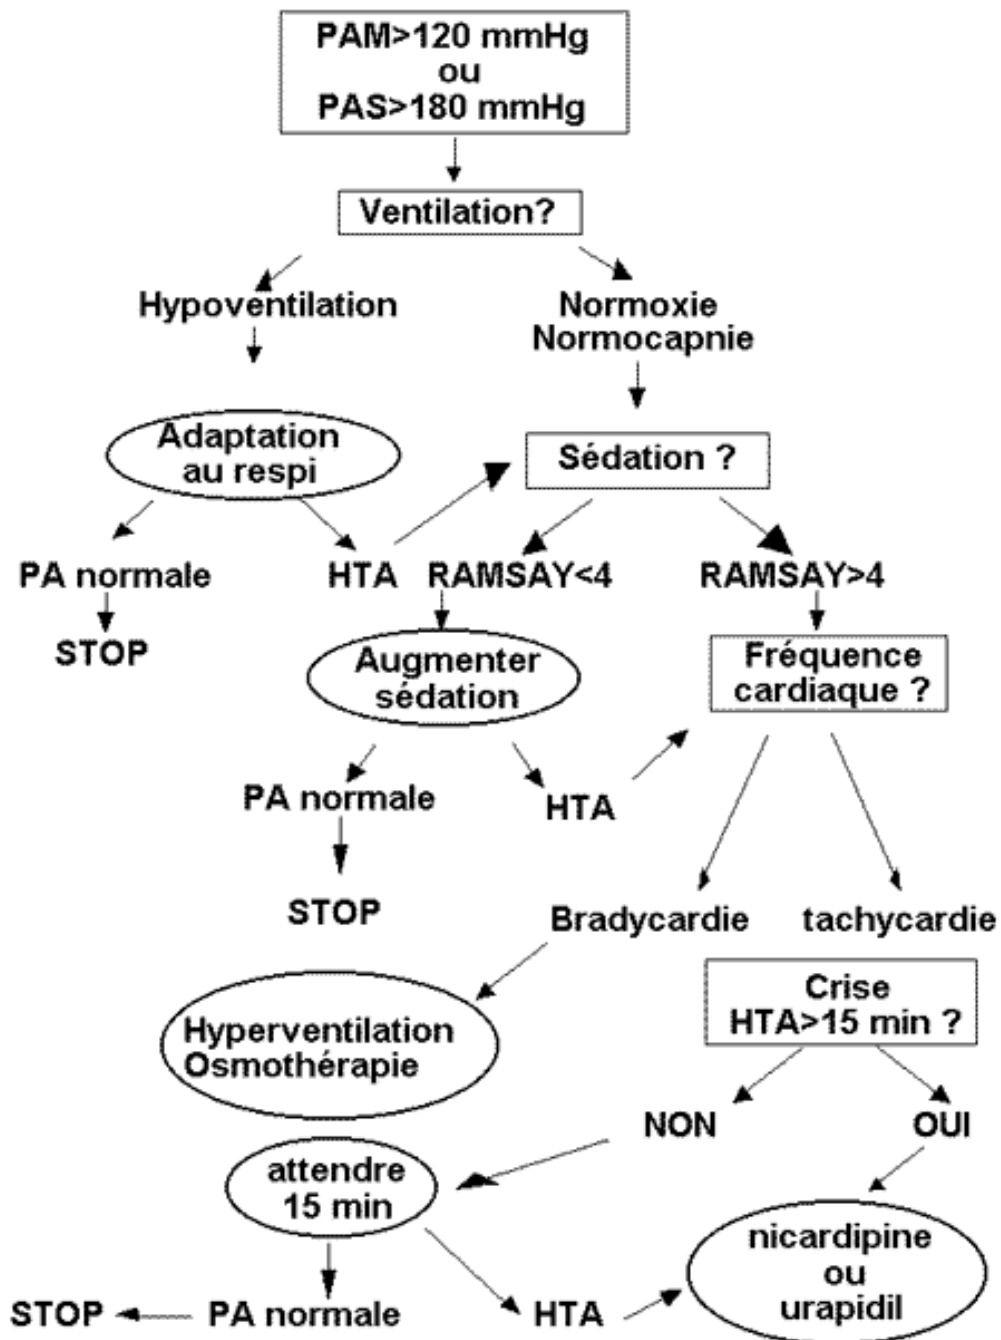 PAM>120 mmHg
ou
PAS>180 mmHg
Ventilation?
Hypoventilation
Normoxie
Normocapnie
Adaptation
au respi
Sédation ?
PA normale
HTA
RAMSAY<4
RAMSAY>4
STOP
Augmenter
sédation
Fréquence
cardiaque ?
PA normale
HTA
STOP
Bradycardie
tachycardie
Hyperventilation
Osmothérapie
Crise
HTA>15 min ?
NON
OUI
attendre
15 min
nicardipine
ou
urapidil
STOP
PA normale
HTA